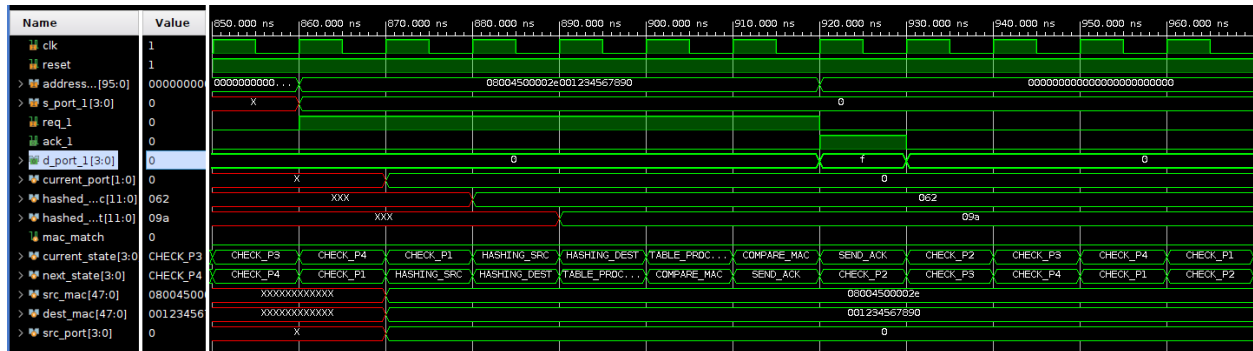 Name Value 850.000 ns 860.000 ns 870.000 ns 880.000 ns 890.000 ns 900.000 ns 910.000 ns 920.000 ns 930.000 ns 940.000 ns 950.000 ns 960.000 ns
clk 1
reset 1
> address...[95:0] 000000000 0000000000... 08004500002e001234567890 000000000000000000000000
> s_port_1[3:0] 0 X 0
req_1 0
ack_1 0
> d_port_1[3:0] 0 0 f 0
> current_port[1:0] 0 X 0
> hashed_...c[11:0] 062 XXX 062
> hashed_...t[11:0] 09a XXX 09a
mac_match 0
> current_state[3:0 CHECK_P3 CHECK_P3 CHECK_P4 CHECK_P1 HASHING_SRC HASHING_DEST TABLE_PROC... COMPARE_MAC SEND_ACK CHECK_P2 CHECK_P3 CHECK_P4 CHECK_P1
> next_state[3:0] CHECK_P4 CHECK_P4 CHECK_P1 HASHING_SRC HASHING_DEST TABLE_PROC... COMPARE_MAC SEND_ACK CHECK_P2 CHECK_P3 CHECK_P4 CHECK_P1 CHECK_P2
> src_mac[47:0] 08004500 XXXXXXXXXXXX 08004500002e
> dest_mac[47:0] 00123456 XXXXXXXXXXXX 001234567890
> src_port[3:0] 0 X 0